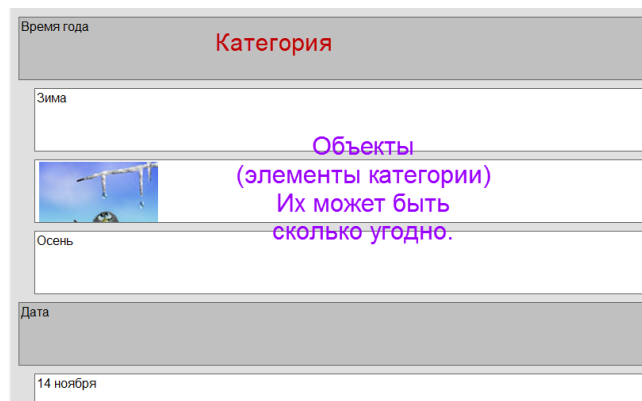 Время года
Категория
Зима
Объекты
(элементы категории)
Их может быть
сколько угодно.
Осень
Дата
14 ноября